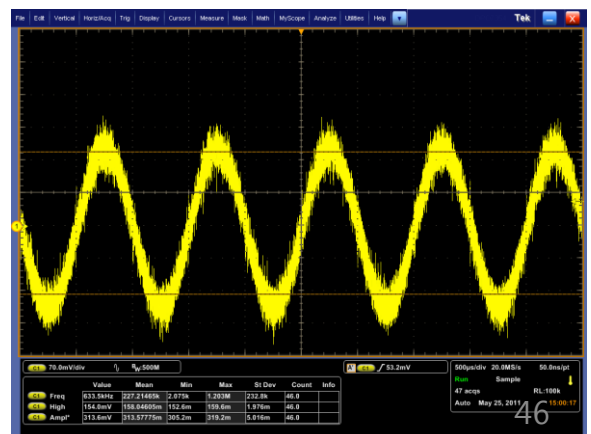 File Edit Vertical Horiz/Acq Trig Display Cursors Measure Mask Math MyScope Analyze Utilities Help Tek
1
C1 70.0mV/div BW:500M
A' C1 53.2mV
500µs/div 20.0MS/s 50.0ns/pt
Run Sample
47 acqs RL:100k
Auto May 25, 2011 15:00:17
Value Mean Min Max St Dev Count Info
C1 Freq 633.5kHz 227.21465k 2.075k 1.203M 232.8k 46.0
C1 High 154.0mV 158.04605m 152.6m 159.6m 1.976m 46.0
C1 Ampl* 313.6mV 313.57775m 305.2m 319.2m 5.016m 46.0
46